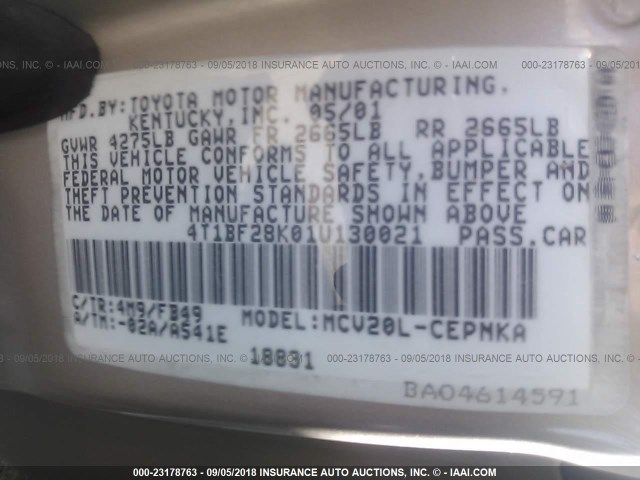 000-23178763 - 09/05/2018 INSURANCE AUTO AUCTIONS, INC. - IAAI.COM
MFD.BY:TOYOTA MOTOR MANUFACTURING,
KENTUCKY,INC. 05/01
GVWR 4275LB GAWR FR 2665LB RR 2665LB
THIS VEHICLE CONFORMS TO ALL APPLICABLE
FEDERAL MOTOR VEHICLE SAFETY,BUMPER AND
THEFT PREVENTION STANDARDS IN EFFECT ON
THE DATE OF MANUFACTURE SHOWN ABOVE
4T1BF28K01U130021 PASS.CAR
C/TR:4M9/FB49
A/TM:-02A/A541E
MODEL:MCV20L-CEPNKA
18831
BA04614591
000-23178763 - 09/05/2018 INSURANCE AUTO AUCTIONS, INC. - IAAI.COM